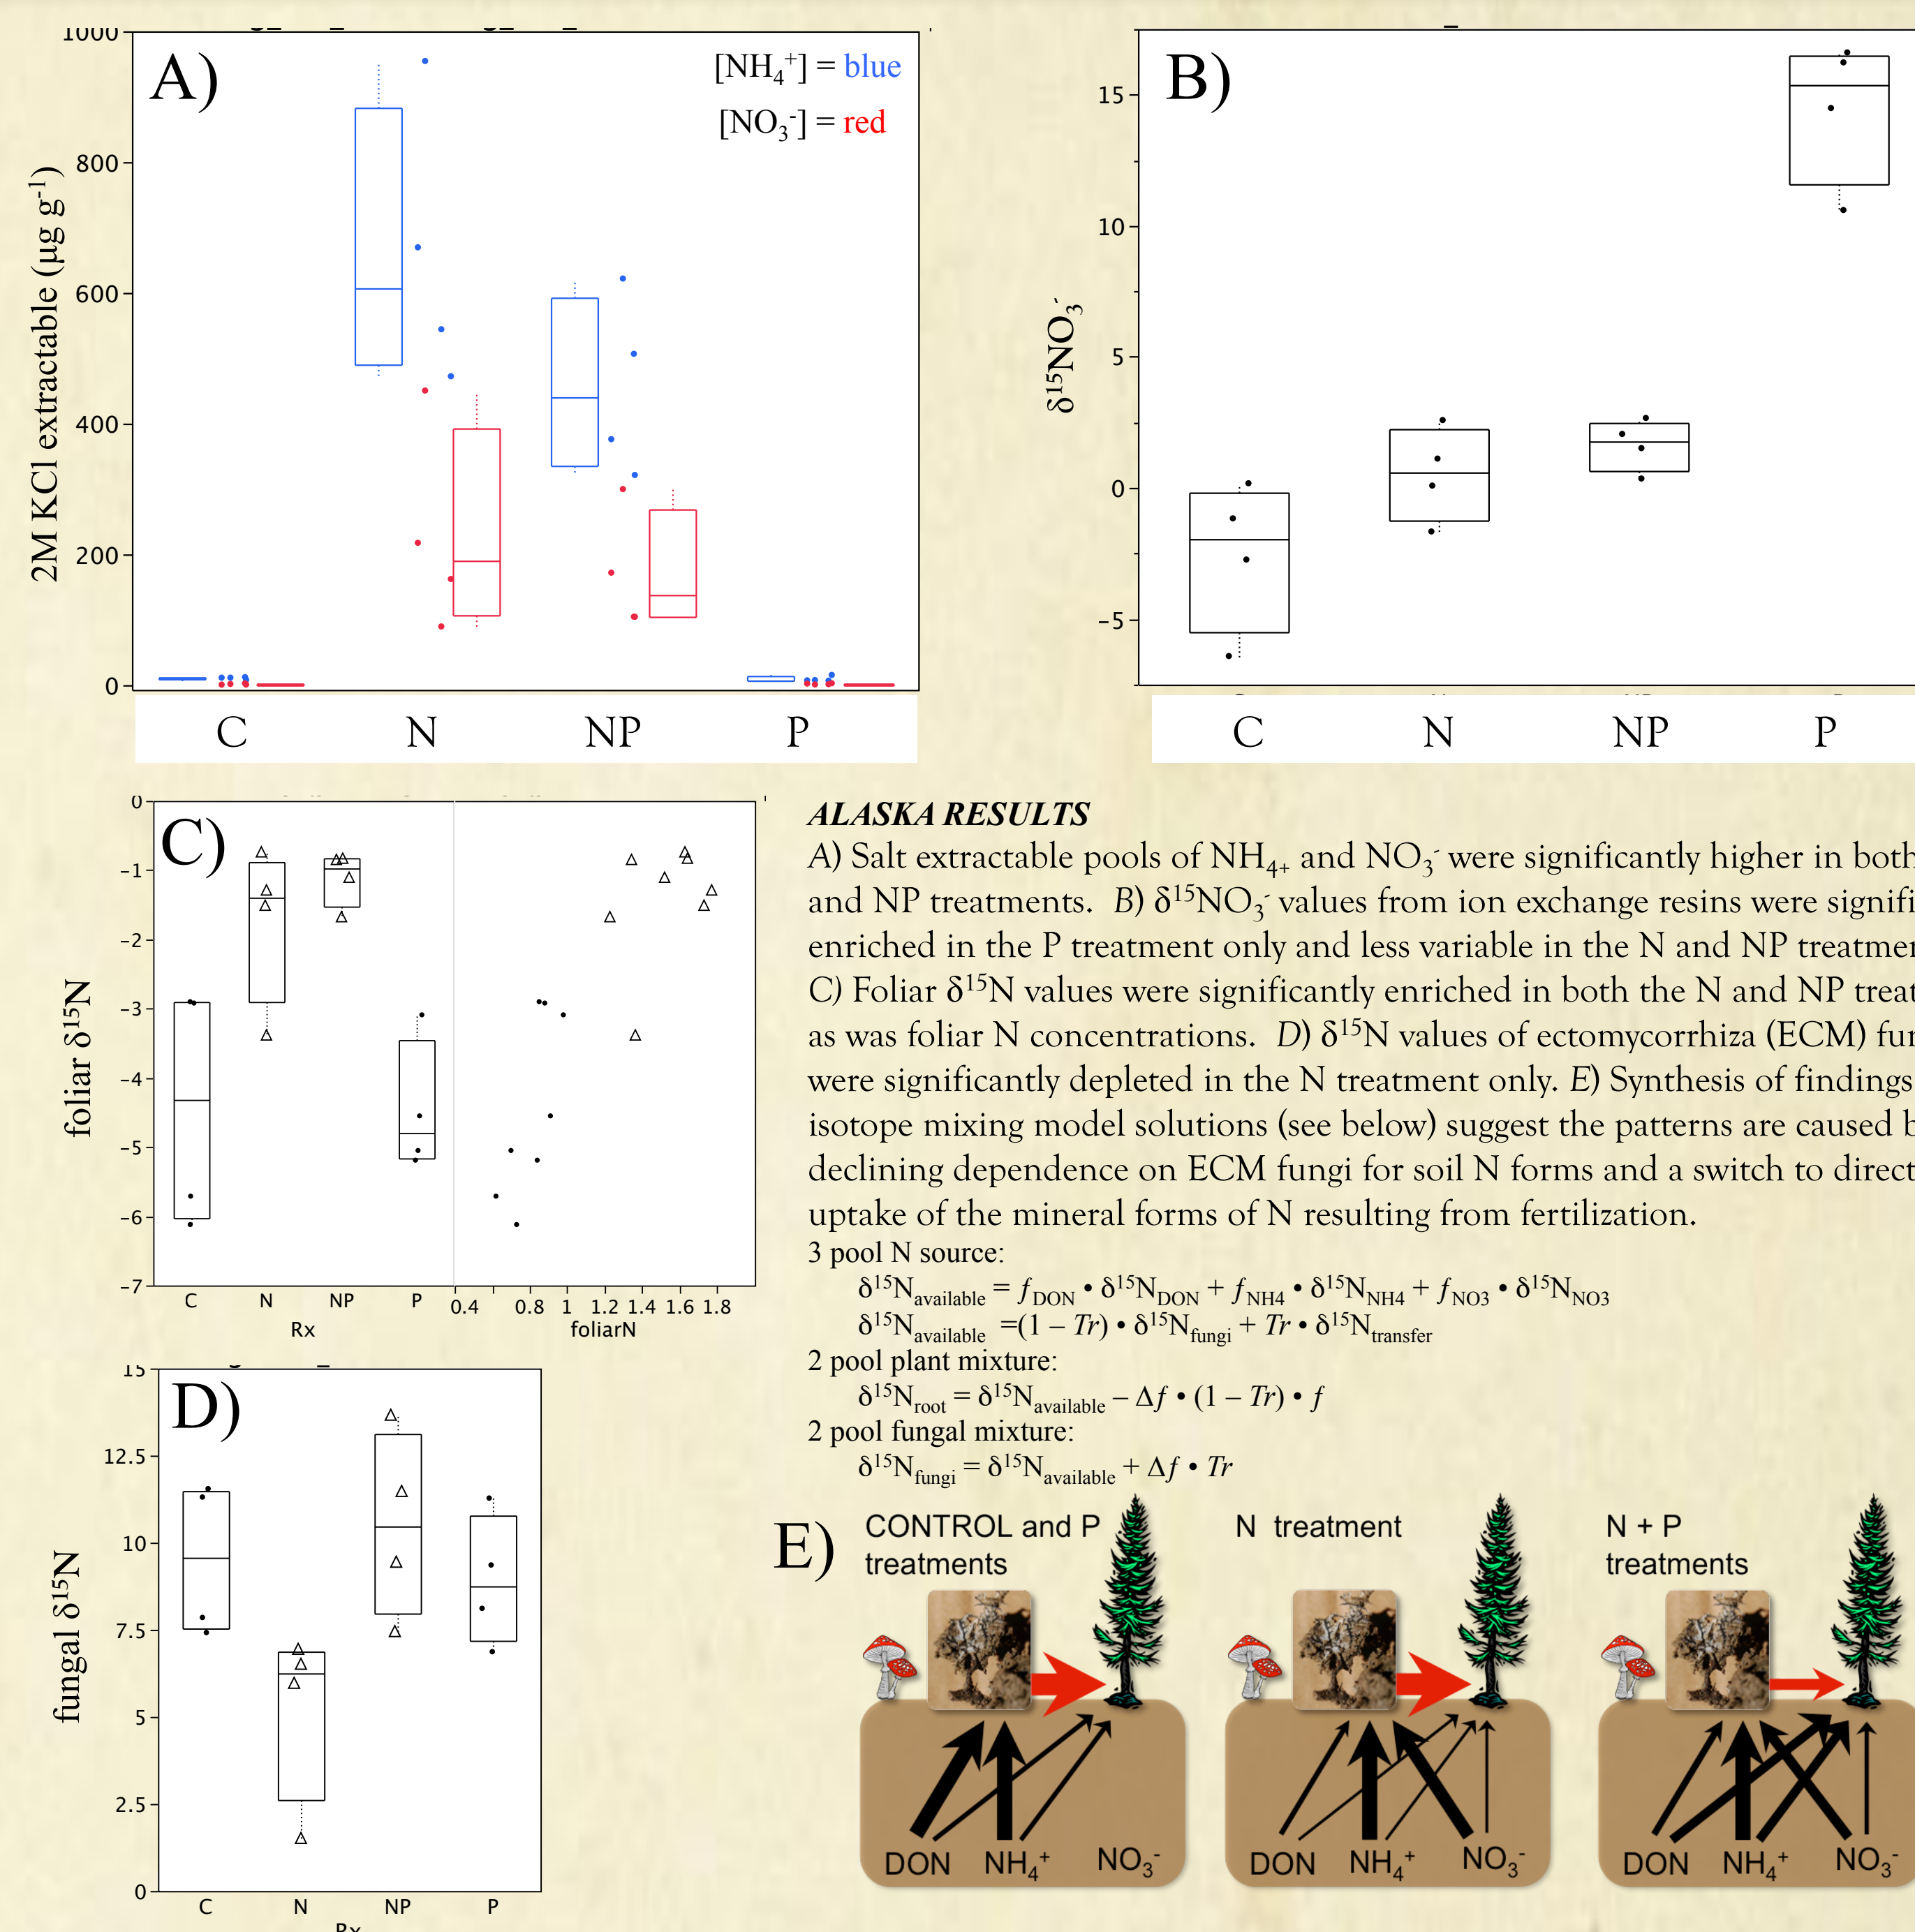 A)
[NH₄⁺] = blue
[NO₃⁻] = red
2M KCl extractable (µg g⁻¹)
1000
800
600
400
200
0
C N NP P
B)
δ¹⁵NO₃⁻
15
10
5
0
−5
C N NP P
C)
foliar δ¹⁵N
0
−1
−2
−3
−4
−5
−6
−7
C N NP P 0.4 0.8 1 1.2 1.4 1.6 1.8
Rx foliarN
ALASKA RESULTS
A) Salt extractable pools of NH₄₊ and NO₃⁻ were significantly higher in both
and NP treatments. B) δ¹⁵NO₃⁻ values from ion exchange resins were signifi
enriched in the P treatment only and less variable in the N and NP treatmen
C) Foliar δ¹⁵N values were significantly enriched in both the N and NP treat
as was foliar N concentrations. D) δ¹⁵N values of ectomycorrhiza (ECM) fu
were significantly depleted in the N treatment only. E) Synthesis of findings
isotope mixing model solutions (see below) suggest the patterns are caused b
declining dependence on ECM fungi for soil N forms and a switch to direct
uptake of the mineral forms of N resulting from fertilization.
3 pool N source:
δ¹⁵Navailable = fDON • δ¹⁵NDON + fNH4 • δ¹⁵NNH4 + fNO3 • δ¹⁵NNO3
δ¹⁵Navailable =(1 – Tr) • δ¹⁵Nfungi + Tr • δ¹⁵Ntransfer
2 pool plant mixture:
δ¹⁵Nroot = δ¹⁵Navailable – Δf • (1 – Tr) • f
2 pool fungal mixture:
δ¹⁵Nfungi = δ¹⁵Navailable + Δf • Tr
D)
fungal δ¹⁵N
15
12.5
10
7.5
5
2.5
0
C N NP P
Rx
E)
CONTROL and P
treatments
DON NH₄⁺ NO₃⁻
N treatment
DON NH₄⁺ NO₃⁻
N + P
treatments
DON NH₄⁺ NO₃⁻